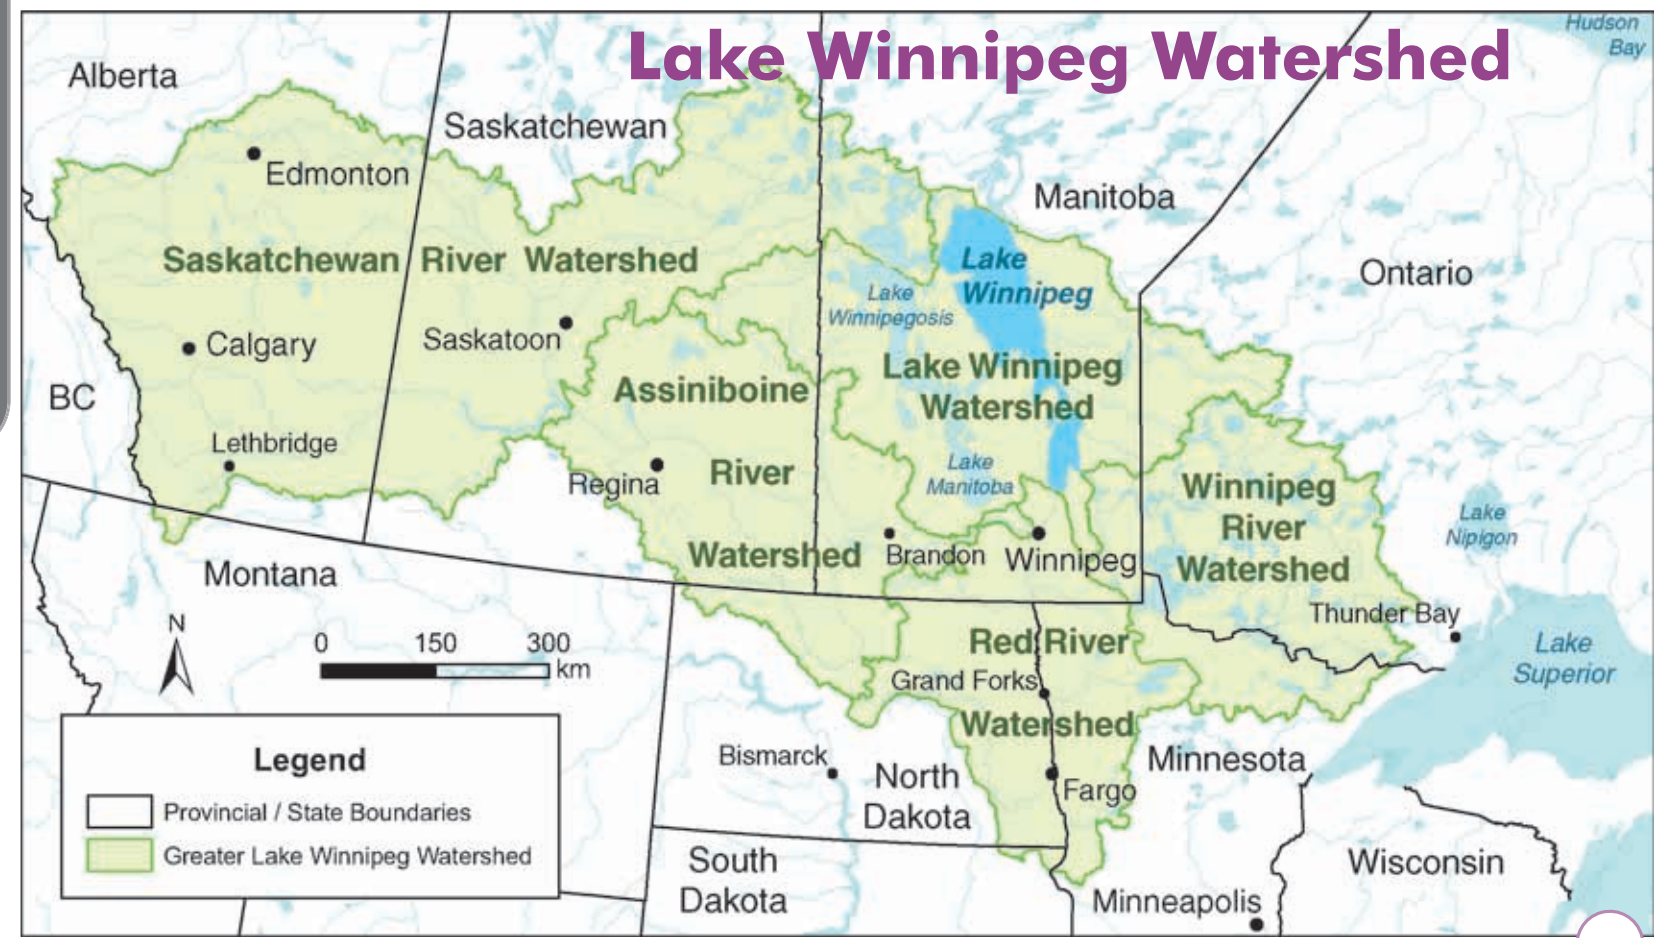 Lake Winnipeg Watershed
Hudson
Bay
Alberta
Saskatchewan
Edmonton
Manitoba
Ontario
Saskatchewan River Watershed
Lake
Winnipeg
Lake
Winnipegosis
Calgary
Saskatoon
BC
Assiniboine
River
Watershed
Lake Winnipeg
Watershed
Lethbridge
Regina
Lake
Manitoba
Winnipeg
River
Watershed
Lake
Nipigon
Brandon
Winnipeg
Montana
Thunder Bay
N
0 150 300
km
Red River
Watershed
Grand Forks
Lake
Superior
Bismarck
North
Dakota
Fargo
Minnesota
Legend
Provincial / State Boundaries
Greater Lake Winnipeg Watershed
South
Dakota
Minneapolis
Wisconsin